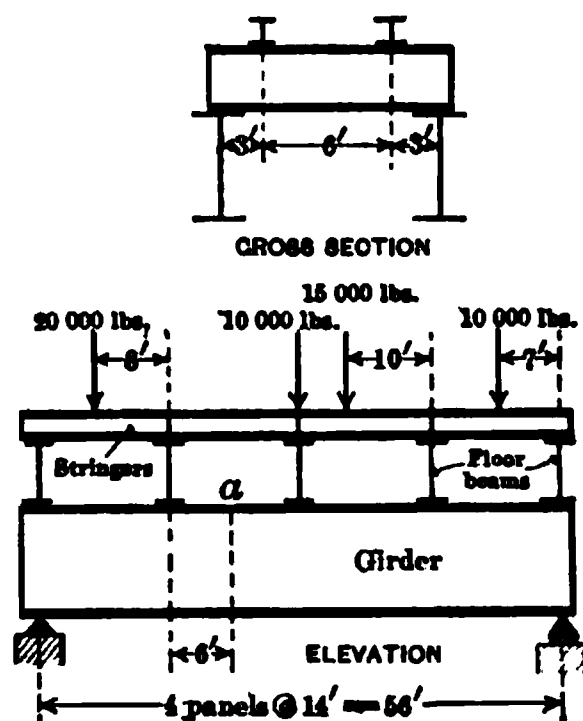 3' 6' 3'
CROSS SECTION
15 000 lbs.
20 000 lbs. 10 000 lbs. 10 000 lbs.
6' 10' 7'
Stringers
Floor
beams
a
Girder
6'
ELEVATION
4 panels @ 14' = 56'